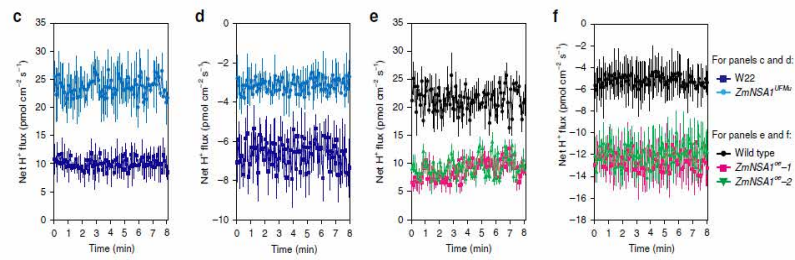 c
Net H⁺ flux (pmol cm⁻² s⁻¹)
35
30
25
20
15
10
5
0
0 1 2 3 4 5 6 7 8
Time (min)
d
Net H⁺ flux (pmol cm⁻² s⁻¹)
0
−2
−4
−6
−8
−10
0 1 2 3 4 5 6 7 8
Time (min)
e
Net H⁺ flux (pmol cm⁻² s⁻¹)
35
30
25
20
15
10
5
0
0 1 2 3 4 5 6 7 8
Time (min)
f
Net H⁺ flux (pmol cm⁻² s⁻¹)
0
−2
−4
−6
−8
−10
−12
−14
−16
−18
0 1 2 3 4 5 6 7 8
Time (min)
For panels c and d:
W22
ZmNSA1ᵁᶠᴹᵘ
For panels e and f:
Wild type
ZmNSA1ᵒᵉ−1
ZmNSA1ᵒᵉ−2